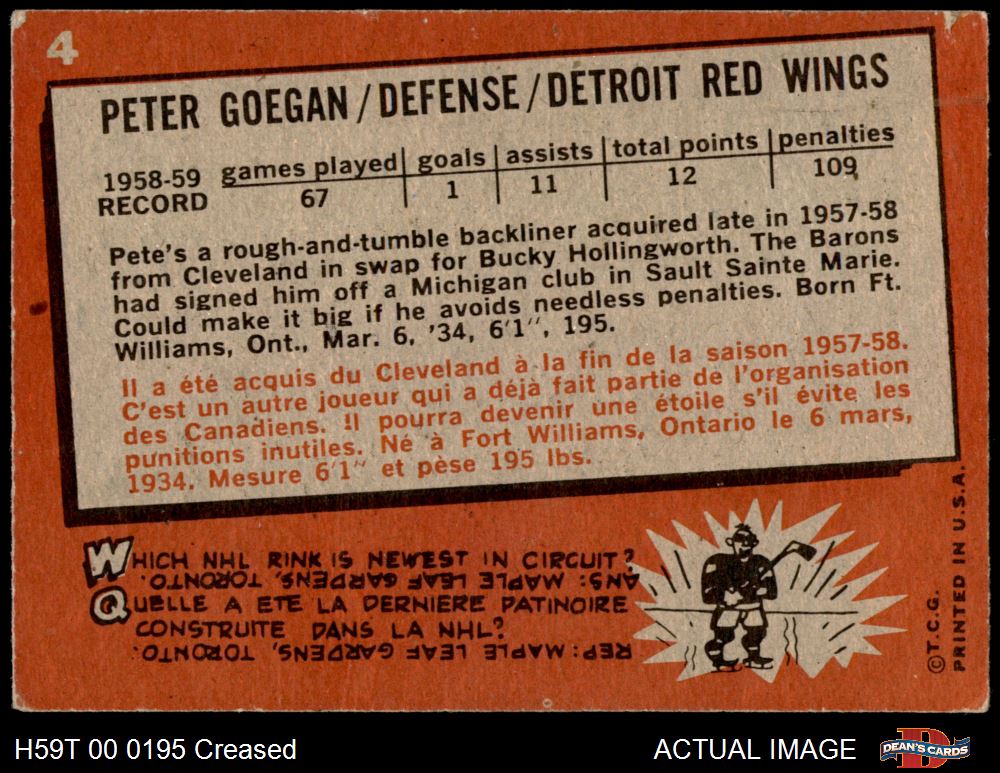 4
PETER GOEGAN/DEFENSE/DETROIT RED WINGS
1958-59 RECORD games played goals assists total points penalties
67 1 11 12 109
Pete's a rough-and-tumble backliner acquired late in 1957-58
from Cleveland in swap for Bucky Hollingworth. The Barons
had signed him off a Michigan club in Sault Sainte Marie.
Could make it big if he avoids needless penalties. Born Ft.
Williams, Ont., Mar. 6, '34, 6'1", 195.
Il a été acquis du Cleveland à la fin de la saison 1957-58.
C'est un autre joueur qui a déjà fait partie de l'organisation
des Canadiens. Il pourra devenir une étoile s'il évite les
punitions inutiles. Né à Fort Williams, Ontario le 6 mars,
1934. Mesure 6'1" et pèse 195 lbs.
WHICH NHL RINK IS NEWEST IN CIRCUIT?
ANS: MAPLE LEAF GARDENS, TORONTO.
QUELLE A ETE LA DERNIERE PATINOIRE
CONSTRUITE DANS LA NHL?
REP: MAPLE LEAF GARDENS, TORONTO.
©T.C.G.
PRINTED IN U.S.A.
H59T 00 0195 Creased
ACTUAL IMAGE
D
DEAN'S CARDS